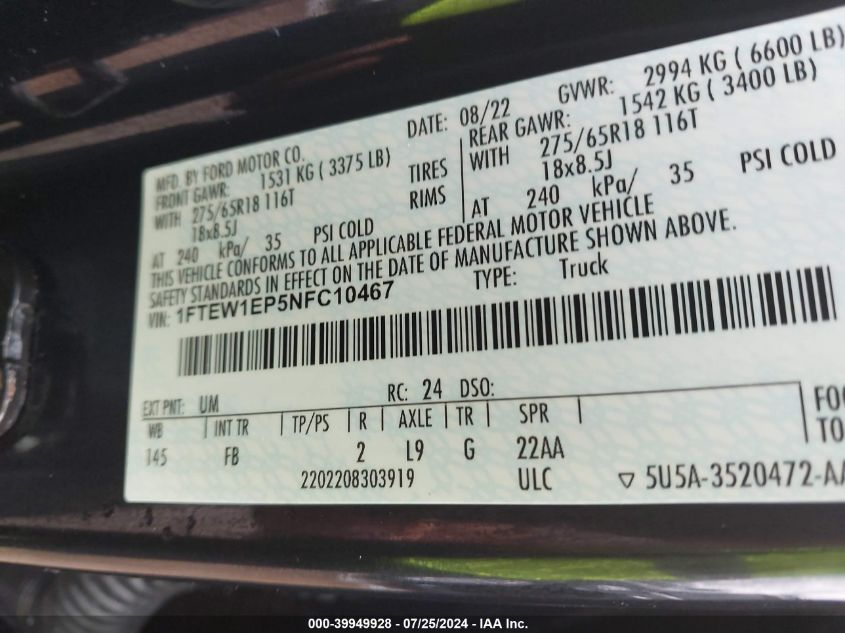 MFD. BY FORD MOTOR CO. DATE: 08/22 GVWR: 2994 KG ( 6600 LB)
FRONT GAWR: 1531 KG ( 3375 LB) REAR GAWR: 1542 KG ( 3400 LB)
WITH 275/65R18 116T TIRES WITH 275/65R18 116T
18x8.5J RIMS 18x8.5J
AT 240 kPa/ 35 PSI COLD AT 240 kPa/ 35 PSI COLD
THIS VEHICLE CONFORMS TO ALL APPLICABLE FEDERAL MOTOR VEHICLE
SAFETY STANDARDS IN EFFECT ON THE DATE OF MANUFACTURE SHOWN ABOVE.
VIN: 1FTEW1EP5NFC10467 TYPE: Truck
EXT PNT: UM RC: 24 DSO:
WB INT TR TP/PS R AXLE TR SPR
145 FB 2 L9 G 22AA
2202208303919 ULC ▽ 5U5A-3520472-AA
000-39949928 - 07/25/2024 - IAA Inc.